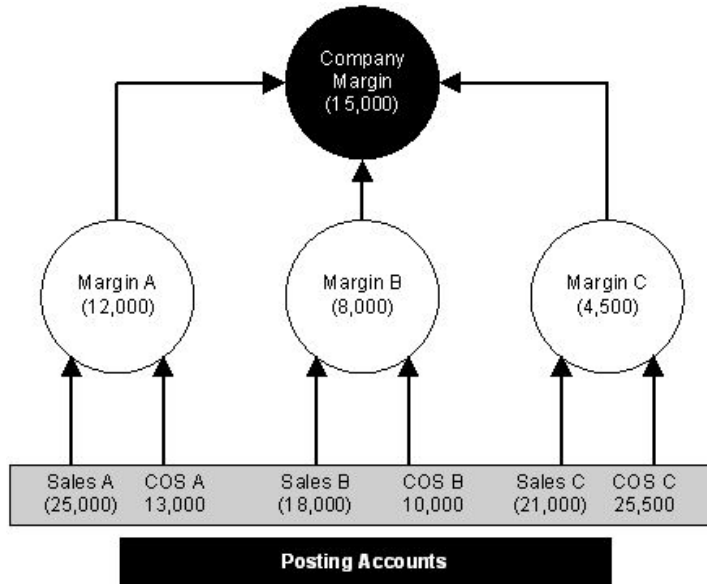 Company
Margin
(15,000)
Margin A
(12,000)
Margin B
(8,000)
Margin C
(4,500)
Sales A
(25,000)
COS A
13,000
Sales B
(18,000)
COS B
10,000
Sales C
(21,000)
COS C
25,500
Posting Accounts